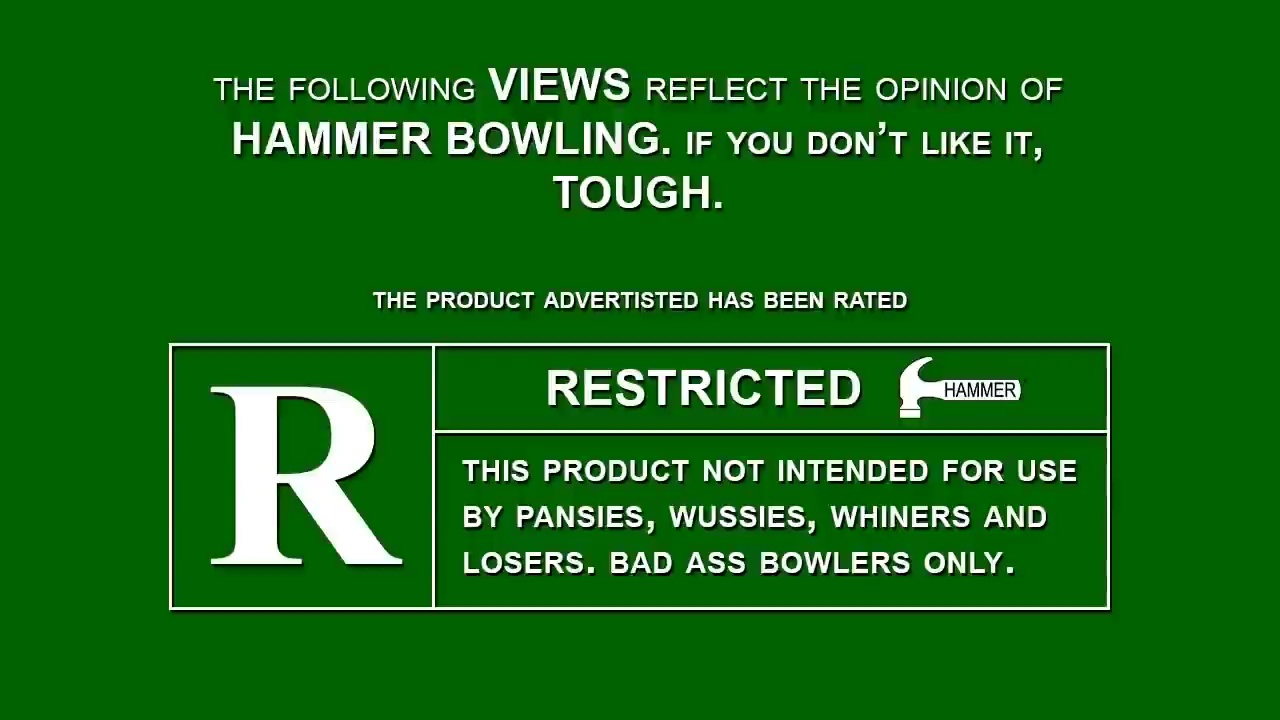 THE FOLLOWING VIEWS REFLECT THE OPINION OF
HAMMER BOWLING. IF YOU DON'T LIKE IT,
TOUGH.
THE PRODUCT ADVERTISTED HAS BEEN RATED
R
RESTRICTED HAMMER
THIS PRODUCT NOT INTENDED FOR USE
BY PANSIES, WUSSIES, WHINERS AND
LOSERS. BAD ASS BOWLERS ONLY.